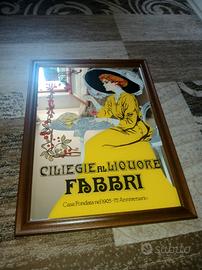 CILIEGIE AL LIQUORE
FABBRI
Casa Fondata nel 1905-75° Anniversario
subito